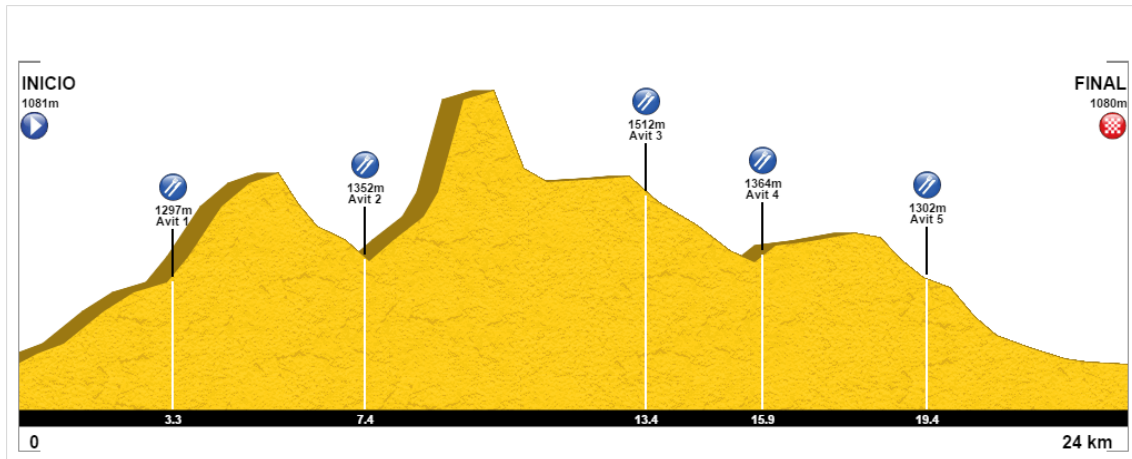 INICIO
1081m
1297m
Avit 1
1352m
Avit 2
1512m
Avit 3
1364m
Avit 4
1302m
Avit 5
FINAL
1080m
3.3
7.4
13.4
15.9
19.4
0
24 km